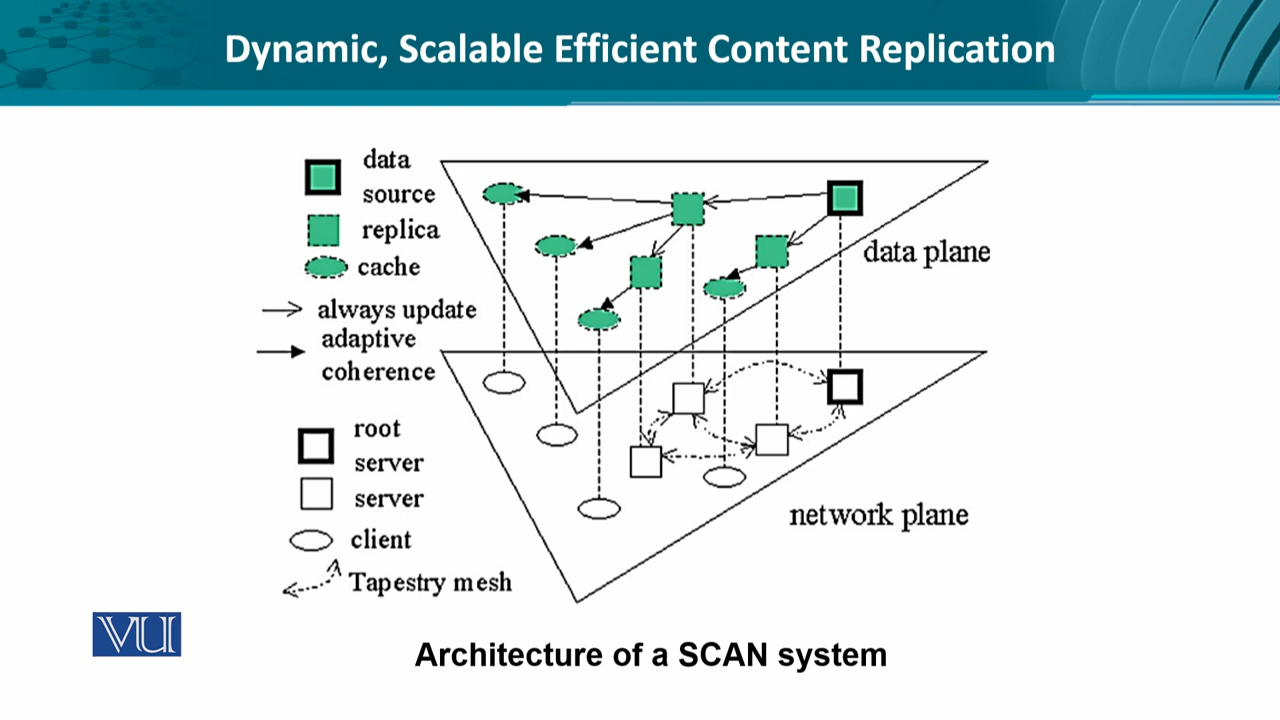 Dynamic, Scalable Efficient Content Replication
data
source
replica
cache
always update
adaptive
coherence
data plane
root
server
server
client
Tapestry mesh
network plane
VU
Architecture of a SCAN system